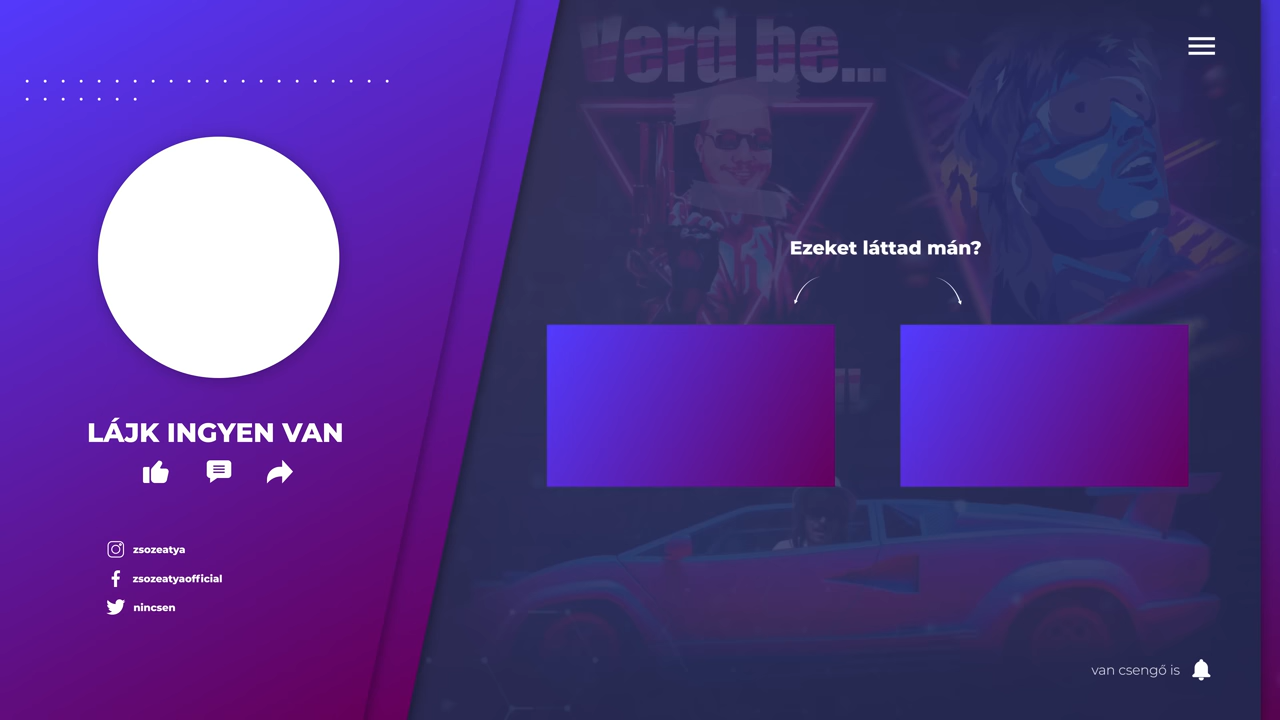 Verd be...
Ezeket láttad mán?
LÁJK INGYEN VAN
zsozeatya
zsozeatyaofficial
nincsen
van csengő is